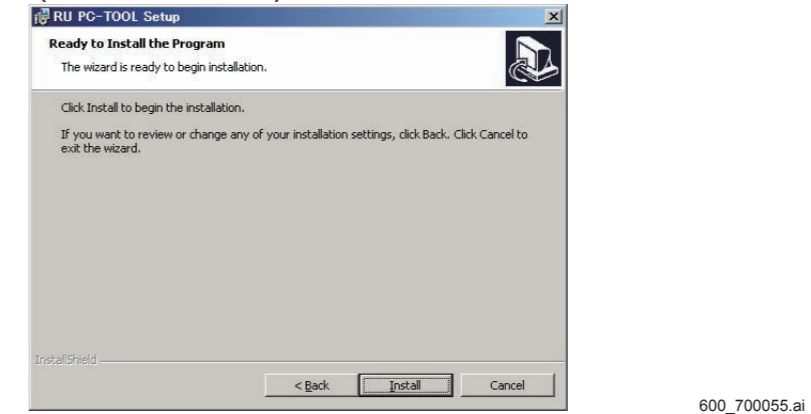 RU PC-TOOL Setup
Ready to Install the Program
The wizard is ready to begin installation.
Click Install to begin the installation.
If you want to review or change any of your installation settings, click Back. Click Cancel to
exit the wizard.
InstallShield
< Back
Install
Cancel
600_700055.ai